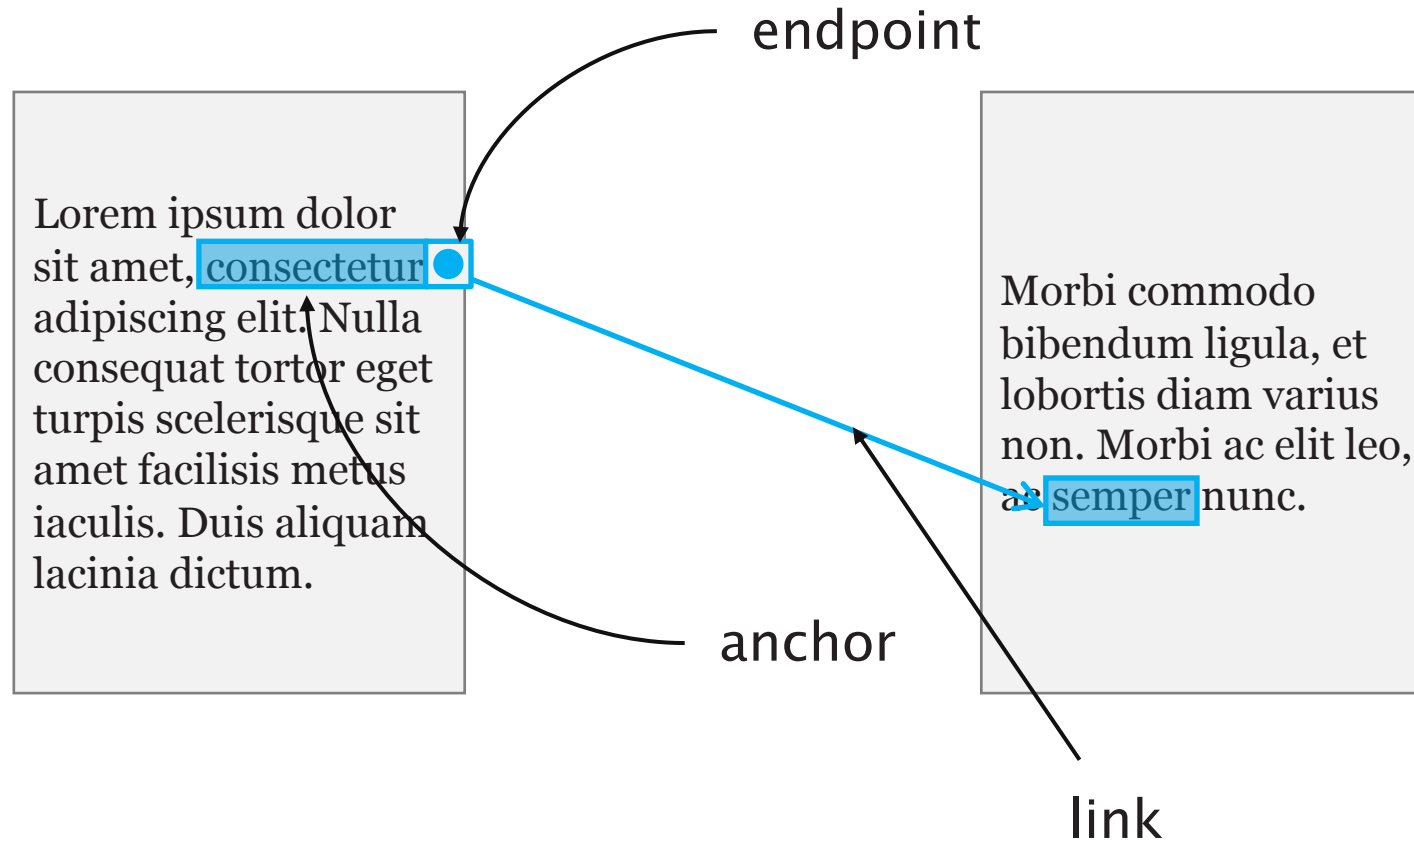 endpoint
Lorem ipsum dolor
sit amet, consectetur
adipiscing elit. Nulla
consequat tortor eget
turpis scelerisque sit
amet facilisis metus
iaculis. Duis aliquam
lacinia dictum.
Morbi commodo
bibendum ligula, et
lobortis diam varius
non. Morbi ac elit leo,
ac semper nunc.
anchor
link